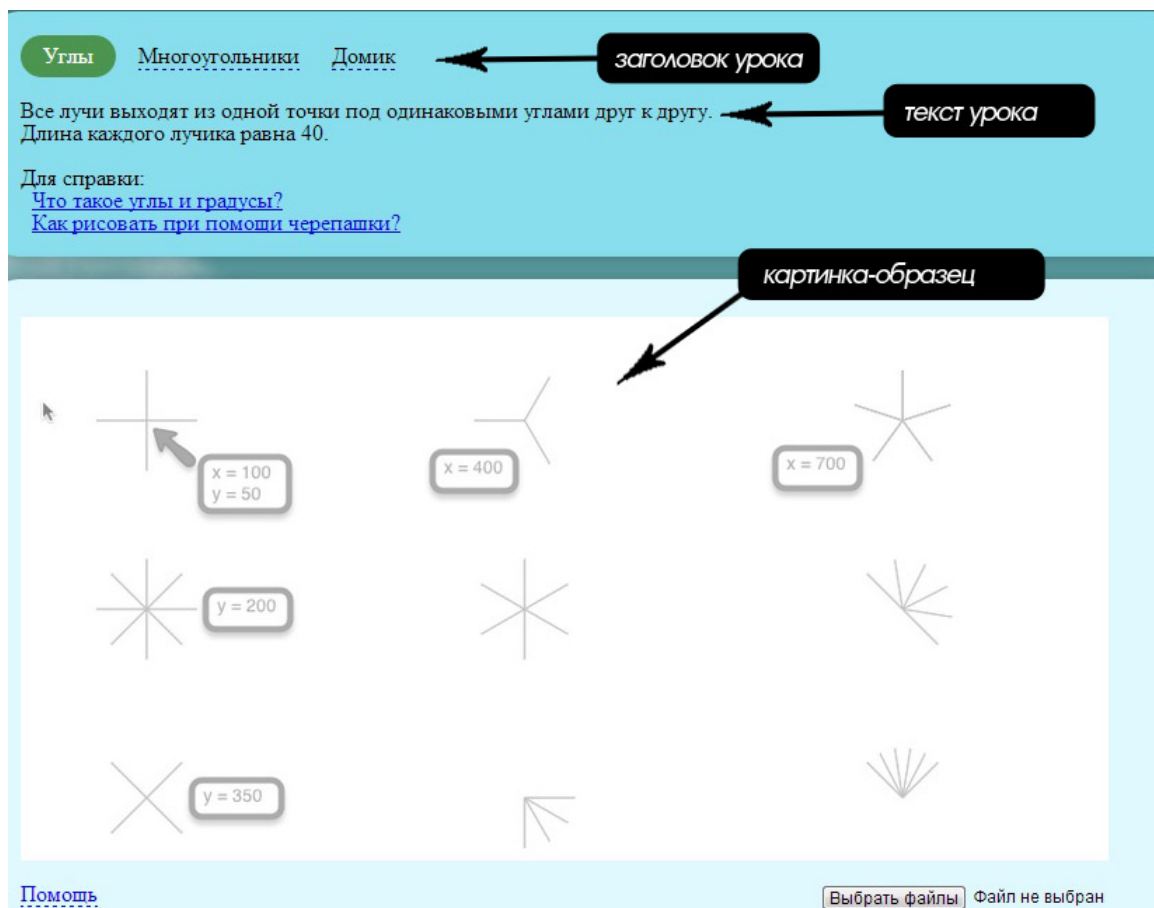 Углы Многоугольники Домик заголовок урока
Все лучи выходят из одной точки под одинаковыми углами друг к другу. текст урока
Длина каждого лучика равна 40.
Для справки:
Что такое углы и градусы?
Как рисовать при помощи черепашки?
картинка-образец
x = 100
y = 50
x = 400
x = 700
y = 200
y = 350
Помощь Выбрать файлы Файл не выбран